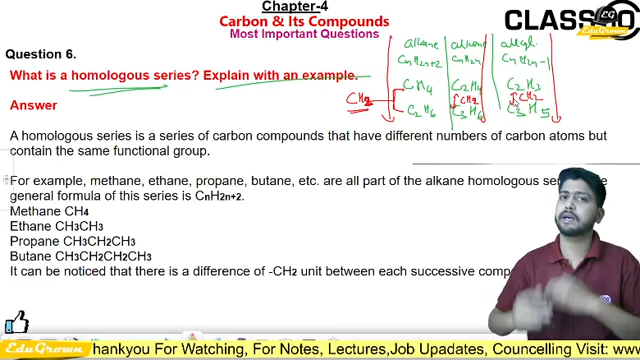 Chapter-4
Carbon & Its Compounds
Most Important Questions
CLASS
EG
Question 6.
What is a homologous series? Explain with an example.
Answer
alkane alkene
CnH2n+2 CnH2n CnH2n-1
CH4 C2H4 C2H3
CH2 CH2 CH2
C2H6 C3H6 C3H5
A homologous series is a series of carbon compounds that have different numbers of carbon atoms but
contain the same functional group.
For example, methane, ethane, propane, butane, etc. are all part of the alkane homologous
general formula of this series is CnH2n+2.
Methane CH4
Ethane CH3CH3
Propane CH3CH2CH3
Butane CH3CH2CH2CH3
It can be noticed that there is a difference of -CH2 unit between each successive
EduGrown
hankyou For Watching, For Notes, Lectures,Job Upadates, Councelling Visit: www